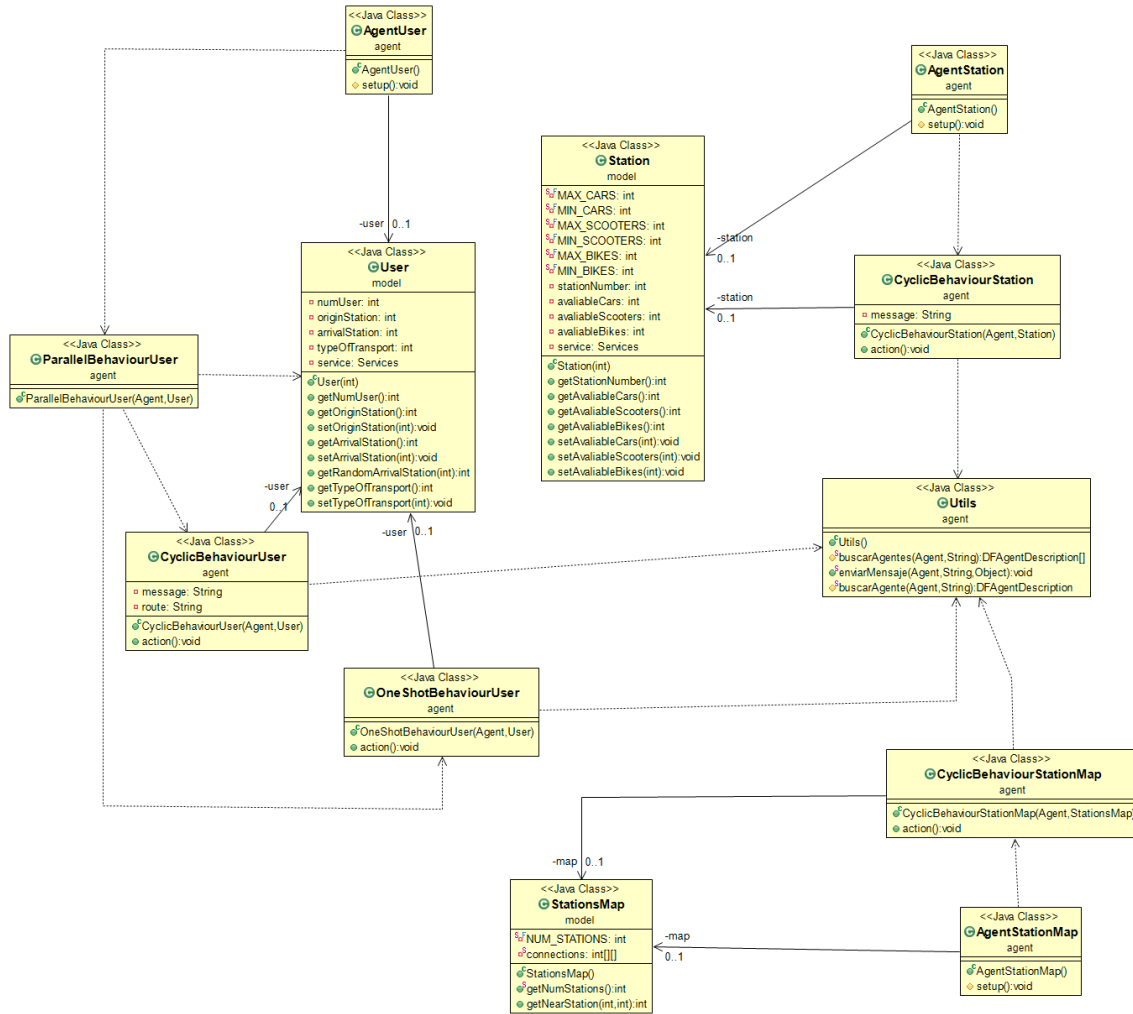 <<Java Class>>
AgentUser
agent
AgentUser()
setup():void
<<Java Class>>
AgentStation
agent
AgentStation()
setup():void
<<Java Class>>
Station
model
MAX_CARS: int
MIN_CARS: int
MAX_SCOOTERS: int
MIN_SCOOTERS: int
MAX_BIKES: int
MIN_BIKES: int
stationNumber: int
avaliableCars: int
avaliableScooters: int
avaliableBikes: int
service: Services
Station(int)
getStationNumber():int
getAvaliableCars():int
getAvaliableScooters():int
getAvaliableBikes():int
setAvaliableCars(int):void
setAvaliableScooters(int):void
setAvaliableBikes(int):void
-user 0..1
-station
0..1
-station
0..1
<<Java Class>>
User
model
numUser: int
originStation: int
arrivalStation: int
typeOfTransport: int
service: Services
User(int)
getNumUser():int
getOriginStation():int
setOriginStation(int):void
getArrivalStation():int
setArrivalStation(int):void
getRandomArrivalStation(int):int
getTypeOfTransport():int
setTypeOfTransport(int):void
<<Java Class>>
CyclicBehaviourStation
agent
message: String
CyclicBehaviourStation(Agent,Station)
action():void
<<Java Class>>
ParallelBehaviourUser
agent
ParallelBehaviourUser(Agent,User)
-user
0..1
-user 0..1
<<Java Class>>
Utils
agent
Utils()
buscarAgentes(Agent,String):DFAgentDescription[]
enviarMensaje(Agent,String,Object):void
buscarAgente(Agent,String):DFAgentDescription
<<Java Class>>
CyclicBehaviourUser
agent
message: String
route: String
CyclicBehaviourUser(Agent,User)
action():void
<<Java Class>>
OneShotBehaviourUser
agent
OneShotBehaviourUser(Agent,User)
action():void
<<Java Class>>
CyclicBehaviourStationMap
agent
CyclicBehaviourStationMap(Agent,StationsMap)
action():void
-map 0..1
<<Java Class>>
StationsMap
model
NUM_STATIONS: int
connections: int[][]
StationsMap()
getNumStations():int
getNearStation(int,int):int
-map
0..1
<<Java Class>>
AgentStationMap
agent
AgentStationMap()
setup():void